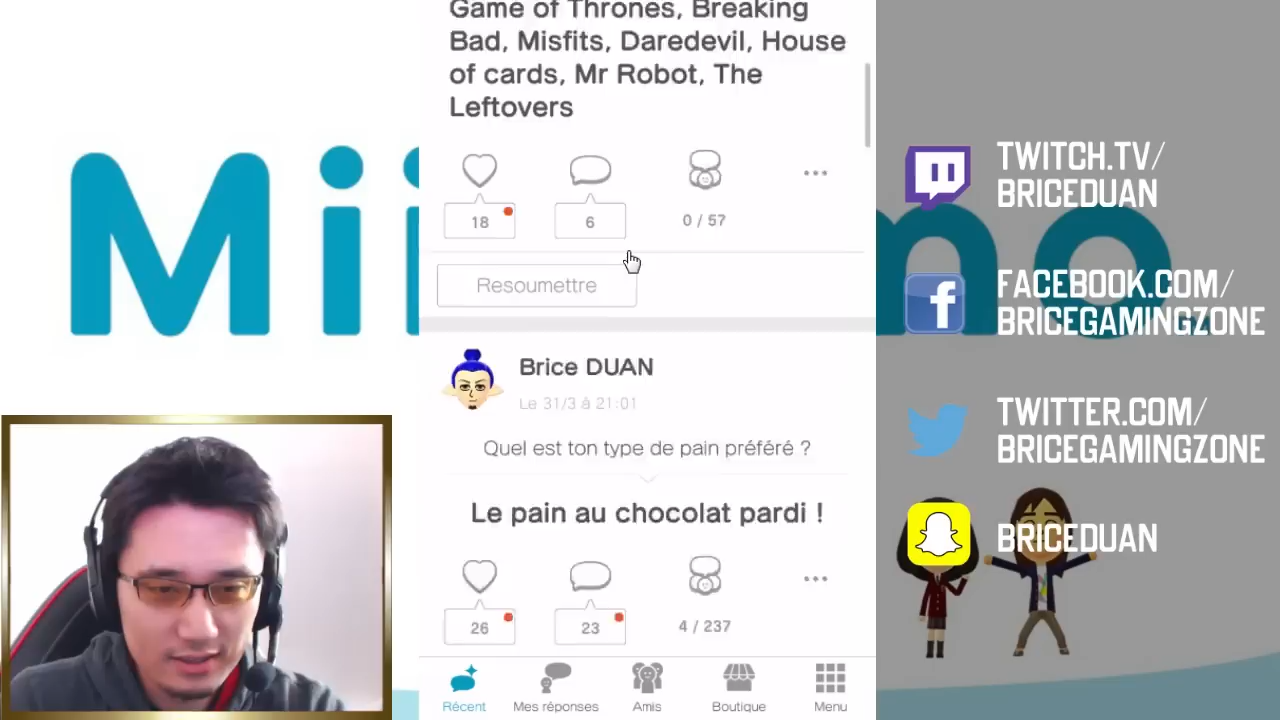 Game of Thrones, Breaking
Bad, Misfits, Daredevil, House
of cards, Mr Robot, The
Leftovers
18
6
0 / 57
Resoumettre
Brice DUAN
Le 31/3 à 21:01
Quel est ton type de pain préféré ?
Le pain au chocolat pardi !
26
23
4 / 237
Récent
Mes réponses
Amis
Boutique
Menu
TWITCH.TV/
BRICEDUAN
FACEBOOK.COM/
BRICEGAMINGZONE
TWITTER.COM/
BRICEGAMINGZONE
BRICEDUAN